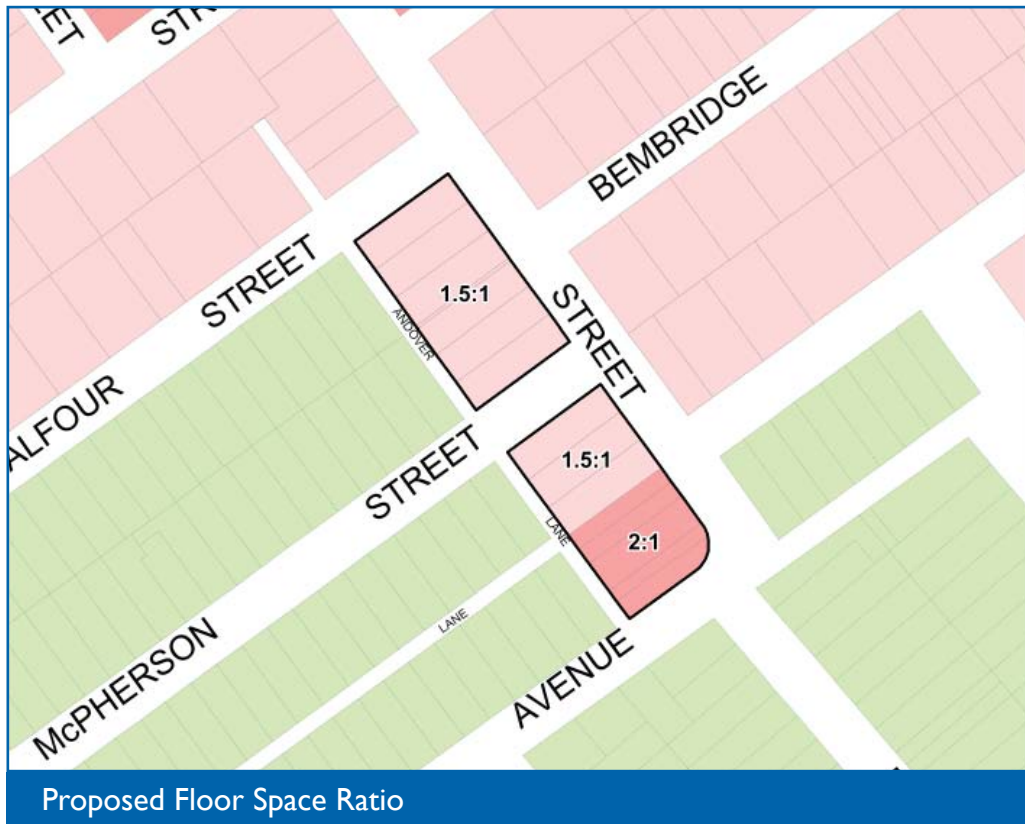 BEMBRIDGE
STREET
1.5:1
ANDOVER
STREET
ALFOUR
1.5:1
STREET
LANE
2:1
LANE
McPHERSON
AVENUE
Proposed Floor Space Ratio